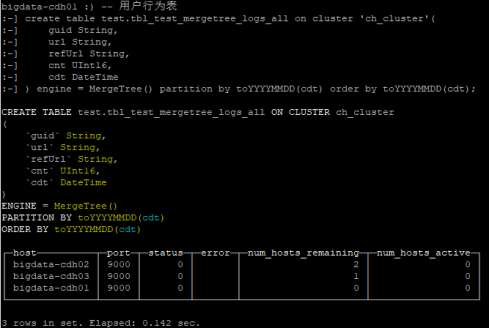 bigdata-cdh01 :) -- 用户行为表
:-] create table test.tbl_test_mergetree_logs_all on cluster 'ch_cluster'(
:-]     guid String,
:-]     url String,
:-]     refUrl String,
:-]     cnt UInt16,
:-]     cdt DateTime
:-] ) engine = MergeTree() partition by toYYYYMMDD(cdt) order by toYYYYMMDD(cdt);
CREATE TABLE test.tbl_test_mergetree_logs_all ON CLUSTER ch_cluster
(
    `guid` String,
    `url` String,
    `refUrl` String,
    `cnt` UInt16,
    `cdt` DateTime
)
ENGINE = MergeTree()
PARTITION BY toYYYYMMDD(cdt)
ORDER BY toYYYYMMDD(cdt)
host port status error num_hosts_remaining num_hosts_active
bigdata-cdh02 9000 0 2 0
bigdata-cdh03 9000 0 1 0
bigdata-cdh01 9000 0 0 0
3 rows in set. Elapsed: 0.142 sec.